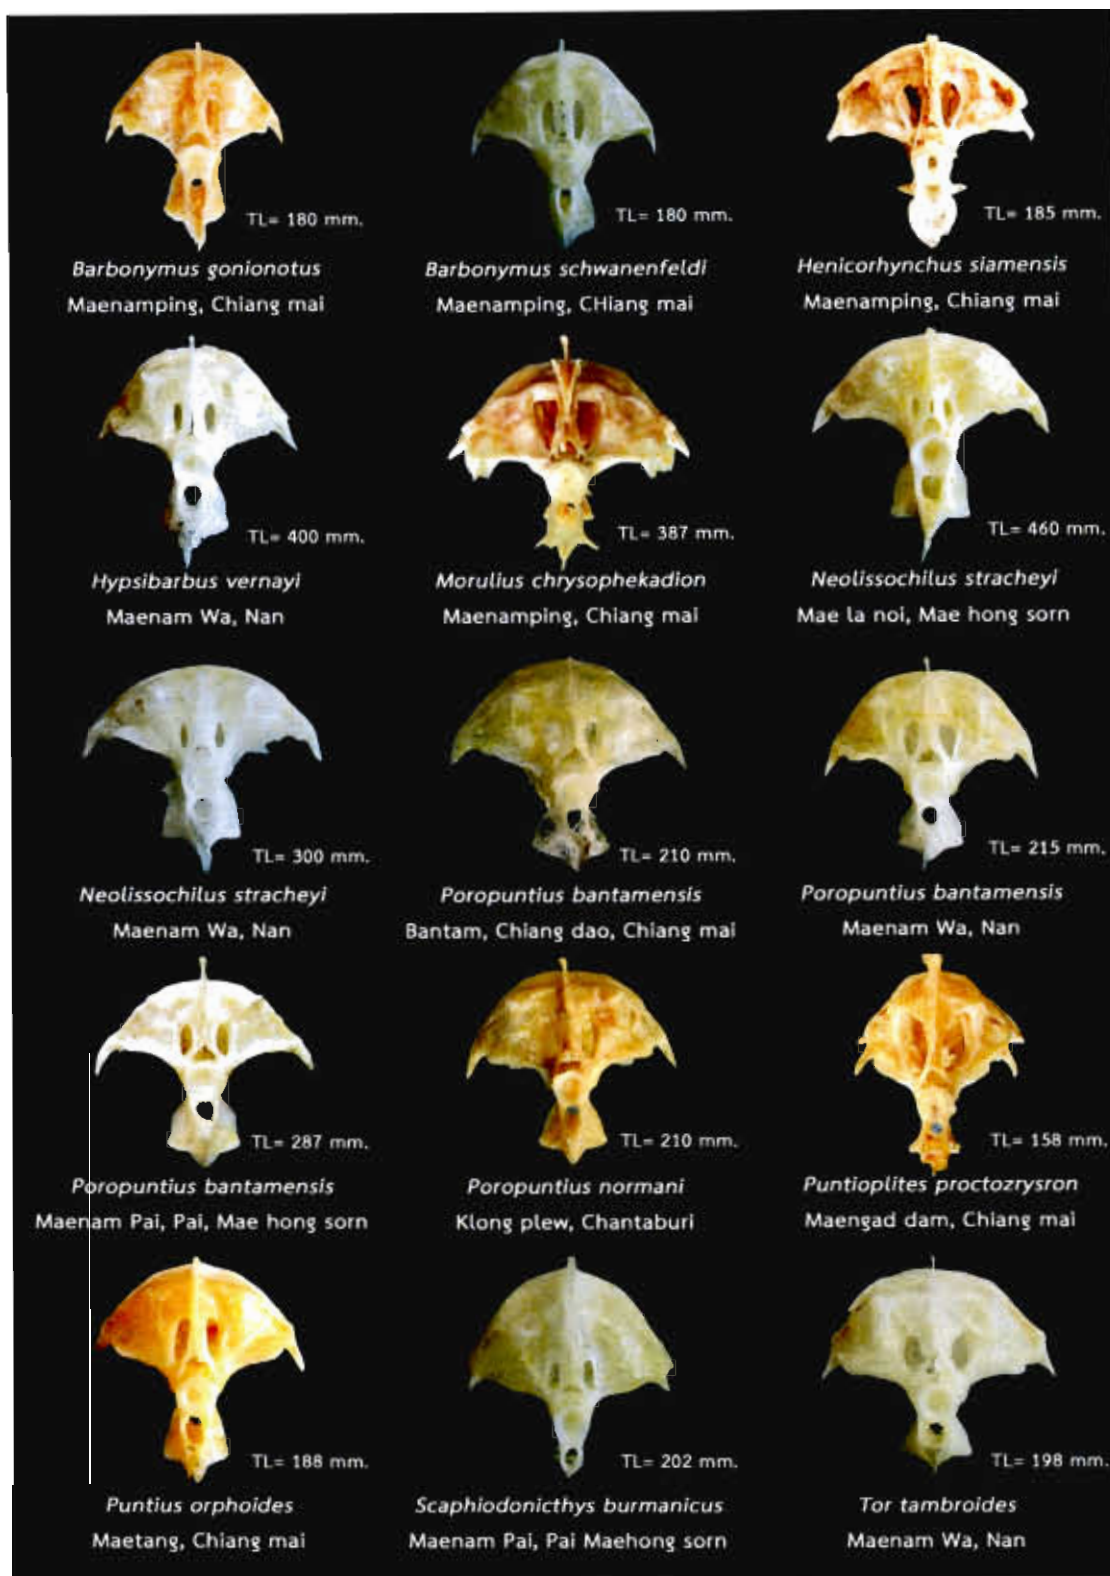 TL= 180 mm.
Barbonymus gonionotus
Maenamping, Chiang mai
TL= 180 mm.
Barbonymus schwanenfeldi
Maenamping, CHiang mai
TL= 185 mm.
Henicorhynchus siamensis
Maenamping, Chiang mai
TL= 400 mm.
Hypsibarbus vernayi
Maenam Wa, Nan
TL= 387 mm.
Morulius chrysophekadion
Maenamping, Chiang mai
TL= 460 mm.
Neolissochilus stracheyi
Mae la noi, Mae hong sorn
TL= 300 mm.
Neolissochilus stracheyi
Maenam Wa, Nan
TL= 210 mm.
Poropuntius bantamensis
Bantam, Chiang dao, Chiang mai
TL= 215 mm.
Poropuntius bantamensis
Maenam Wa, Nan
TL= 287 mm.
Poropuntius bantamensis
Maenam Pai, Pai, Mae hong sorn
TL= 210 mm.
Poropuntius normani
Klong plew, Chantaburi
TL= 158 mm.
Puntioplites proctozrysron
Maengad dam, Chiang mai
TL= 188 mm.
Puntius orphoides
Maetang, Chiang mai
TL= 202 mm.
Scaphiodonicthys burmanicus
Maenam Pai, Pai Maehong sorn
TL= 198 mm.
Tor tambroides
Maenam Wa, Nan